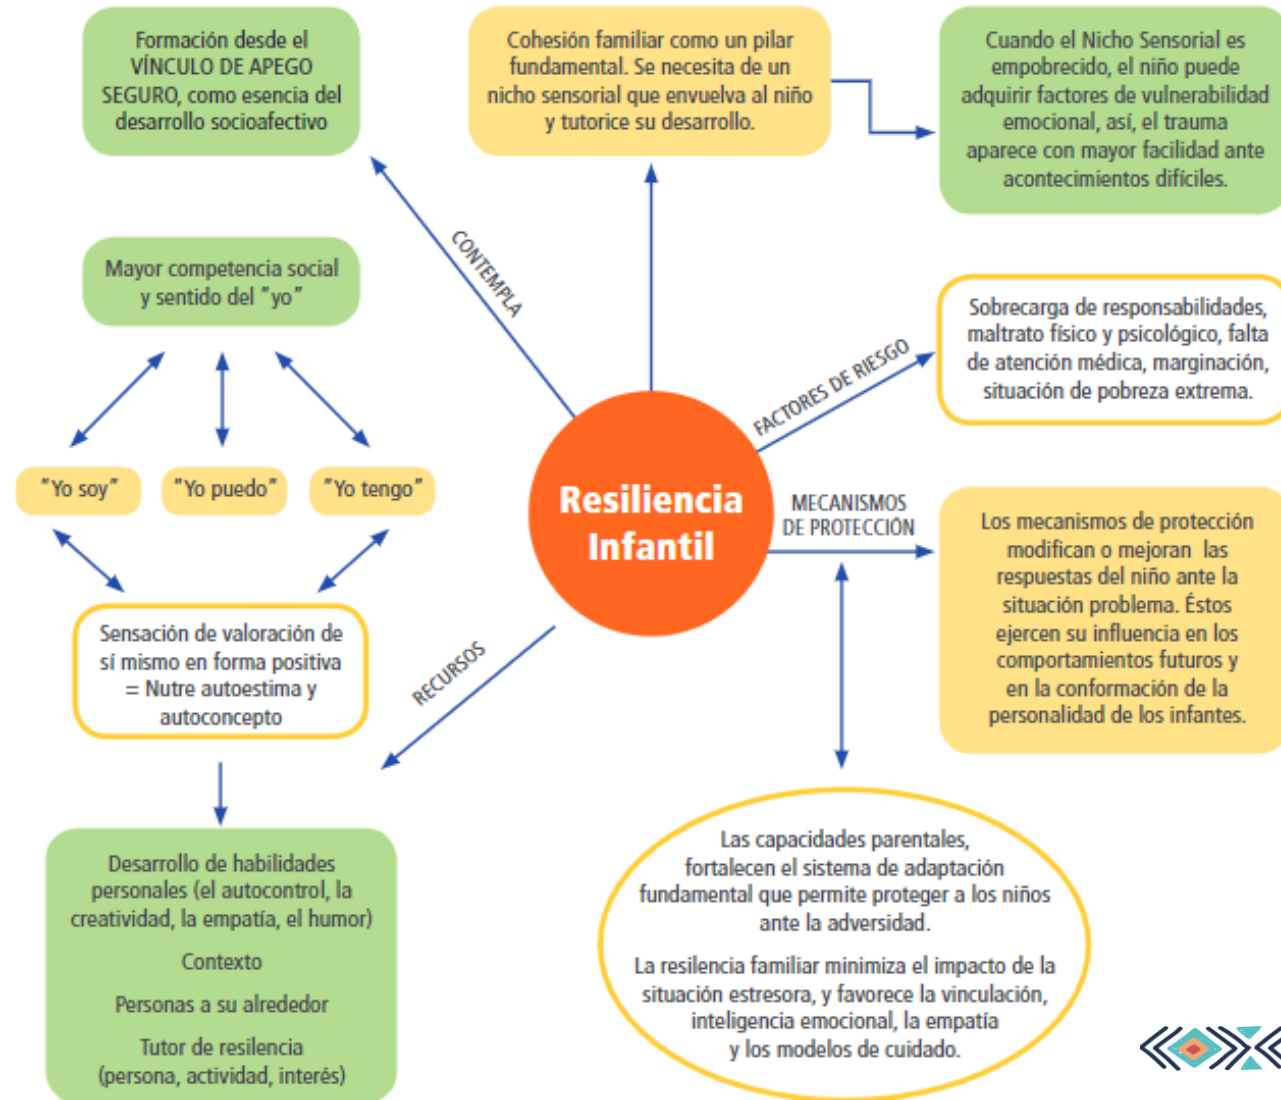 Formación desde el
VÍNCULO DE APEGO
SEGURO, como esencia del
desarrollo socioafectivo
Cohesión familiar como un pilar
fundamental. Se necesita de un
nicho sensorial que envuelva al niño
y tutorice su desarrollo.
Cuando el Nicho Sensorial es
empobrecido, el niño puede
adquirir factores de vulnerabilidad
emocional, así, el trauma
aparece con mayor facilidad ante
acontecimientos difíciles.
CONTEMPLA
Mayor competencia social
y sentido del "yo"
Sobrecarga de responsabilidades,
maltrato físico y psicológico, falta
de atención médica, marginación,
situación de pobreza extrema.
FACTORES DE RIESGO
"Yo soy"
"Yo puedo"
"Yo tengo"
Resiliencia
Infantil
MECANISMOS
DE PROTECCIÓN
Los mecanismos de protección
modifican o mejoran las
respuestas del niño ante la
situación problema. Éstos
ejercen su influencia en los
comportamientos futuros y
en la conformación de la
personalidad de los infantes.
Sensación de valoración de
sí mismo en forma positiva
= Nutre autoestima y
autoconcepto
RECURSOS
Desarrollo de habilidades
personales (el autocontrol, la
creatividad, la empatía, el humor)
Contexto
Personas a su alrededor
Tutor de resilencia
(persona, actividad, interés)
Las capacidades parentales,
fortalecen el sistema de adaptación
fundamental que permite proteger a los niños
ante la adversidad.
La resilencia familiar minimiza el impacto de la
situación estresora, y favorece la vinculación,
inteligencia emocional, la empatía
y los modelos de cuidado.